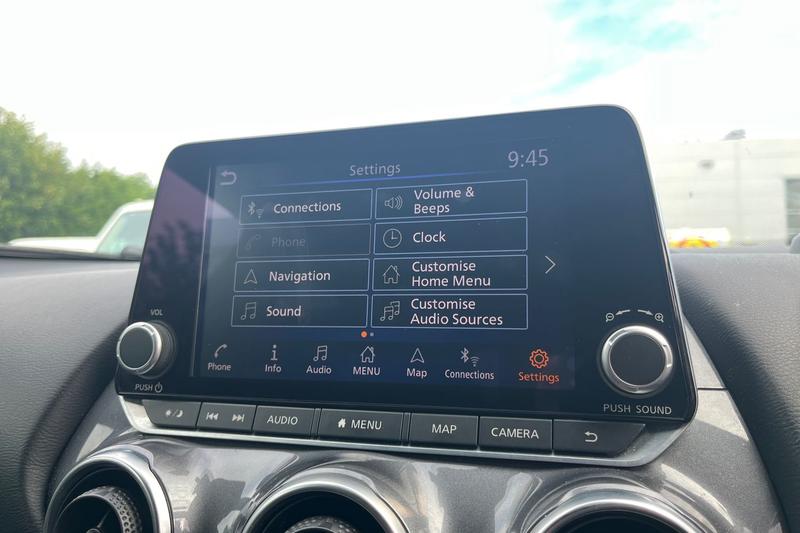 Settings
9:45
Connections
Volume &
Beeps
Phone
Clock
Navigation
Customise
Home Menu
Sound
Customise
Audio Sources
Phone
Info
Audio
MENU
Map
Connections
Settings
VOL
PUSH
PUSH SOUND
AUDIO
MENU
MAP
CAMERA